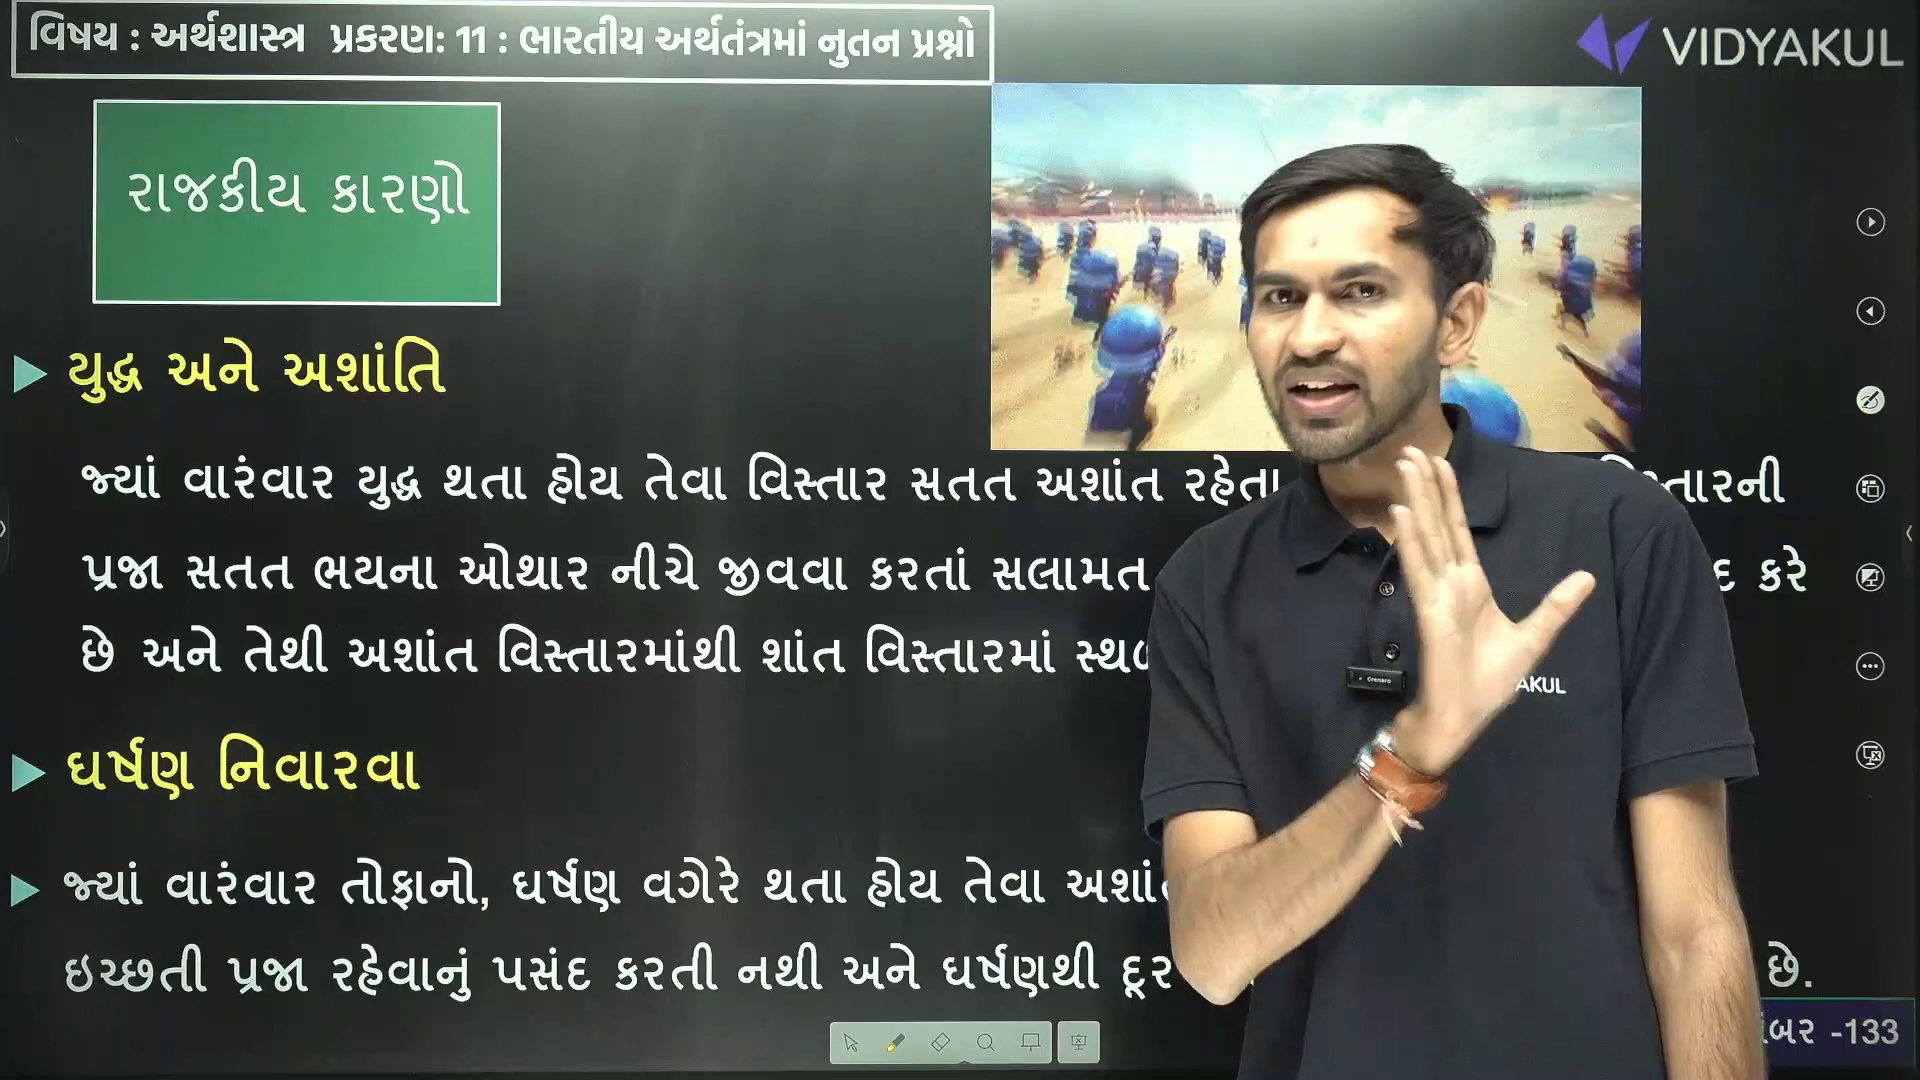 વિષય : અર્થશાસ્ત્ર પ્રકરણ: 11 : ભારતીય અર્થતંત્રમાં નુતન પ્રશ્નો
VIDYAKUL
રાજકીય કારણો
યુદ્ધ અને અશાંતિ
જ્યાં વારંવાર યુદ્ધ થતા હોય તેવા વિસ્તાર સતત અશાંત રહેતા
પ્રજા સતત ભયના ઓથાર નીચે જીવવા કરતાં સલામત કરે
છે અને તેથી અશાંત વિસ્તારમાંથી શાંત વિસ્તારમાં
ઘર્ષણ નિવારવા
જ્યાં વારંવાર તોફાનો, ઘર્ષણ વગેરે થતા હોય તેવા
ઇચ્છતી પ્રજા રહેવાનું પસંદ કરતી નથી અને ઘર્ષણથી દૂર છે.
-133